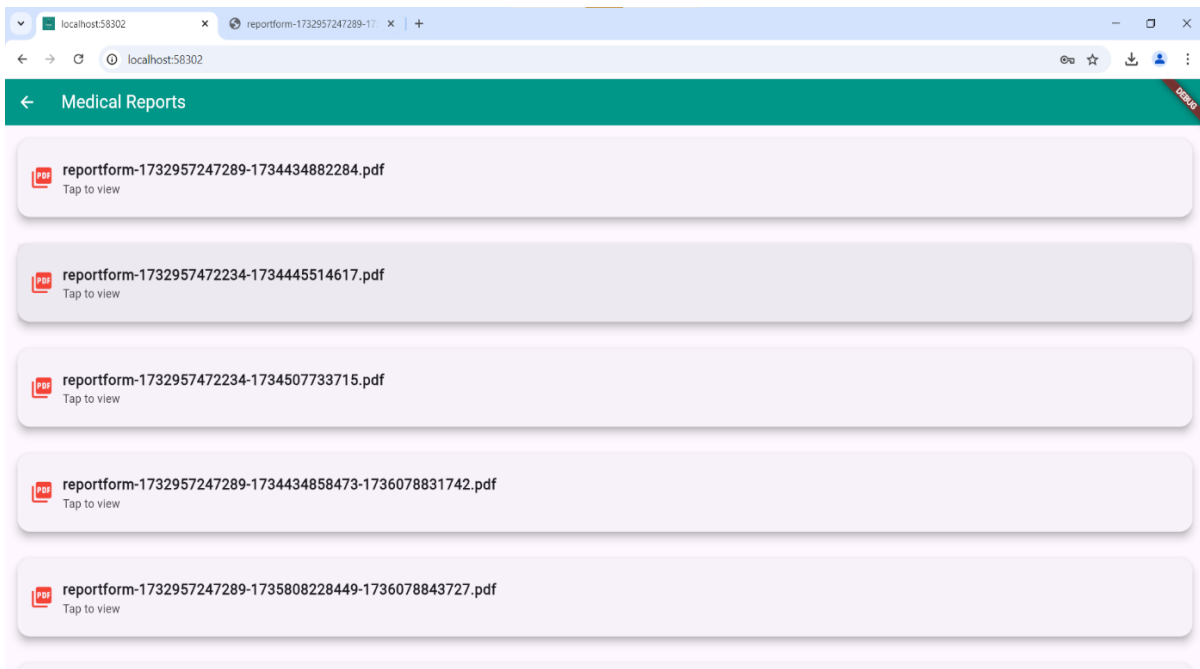 localhost:58302
reportform-1732957247289-17
localhost:58302
Medical Reports
DEBUG
PDF
reportform-1732957247289-1734434882284.pdf
Tap to view
PDF
reportform-1732957472234-1734445514617.pdf
Tap to view
PDF
reportform-1732957472234-1734507733715.pdf
Tap to view
PDF
reportform-1732957247289-1734434858473-1736078831742.pdf
Tap to view
PDF
reportform-1732957247289-1735808228449-1736078843727.pdf
Tap to view